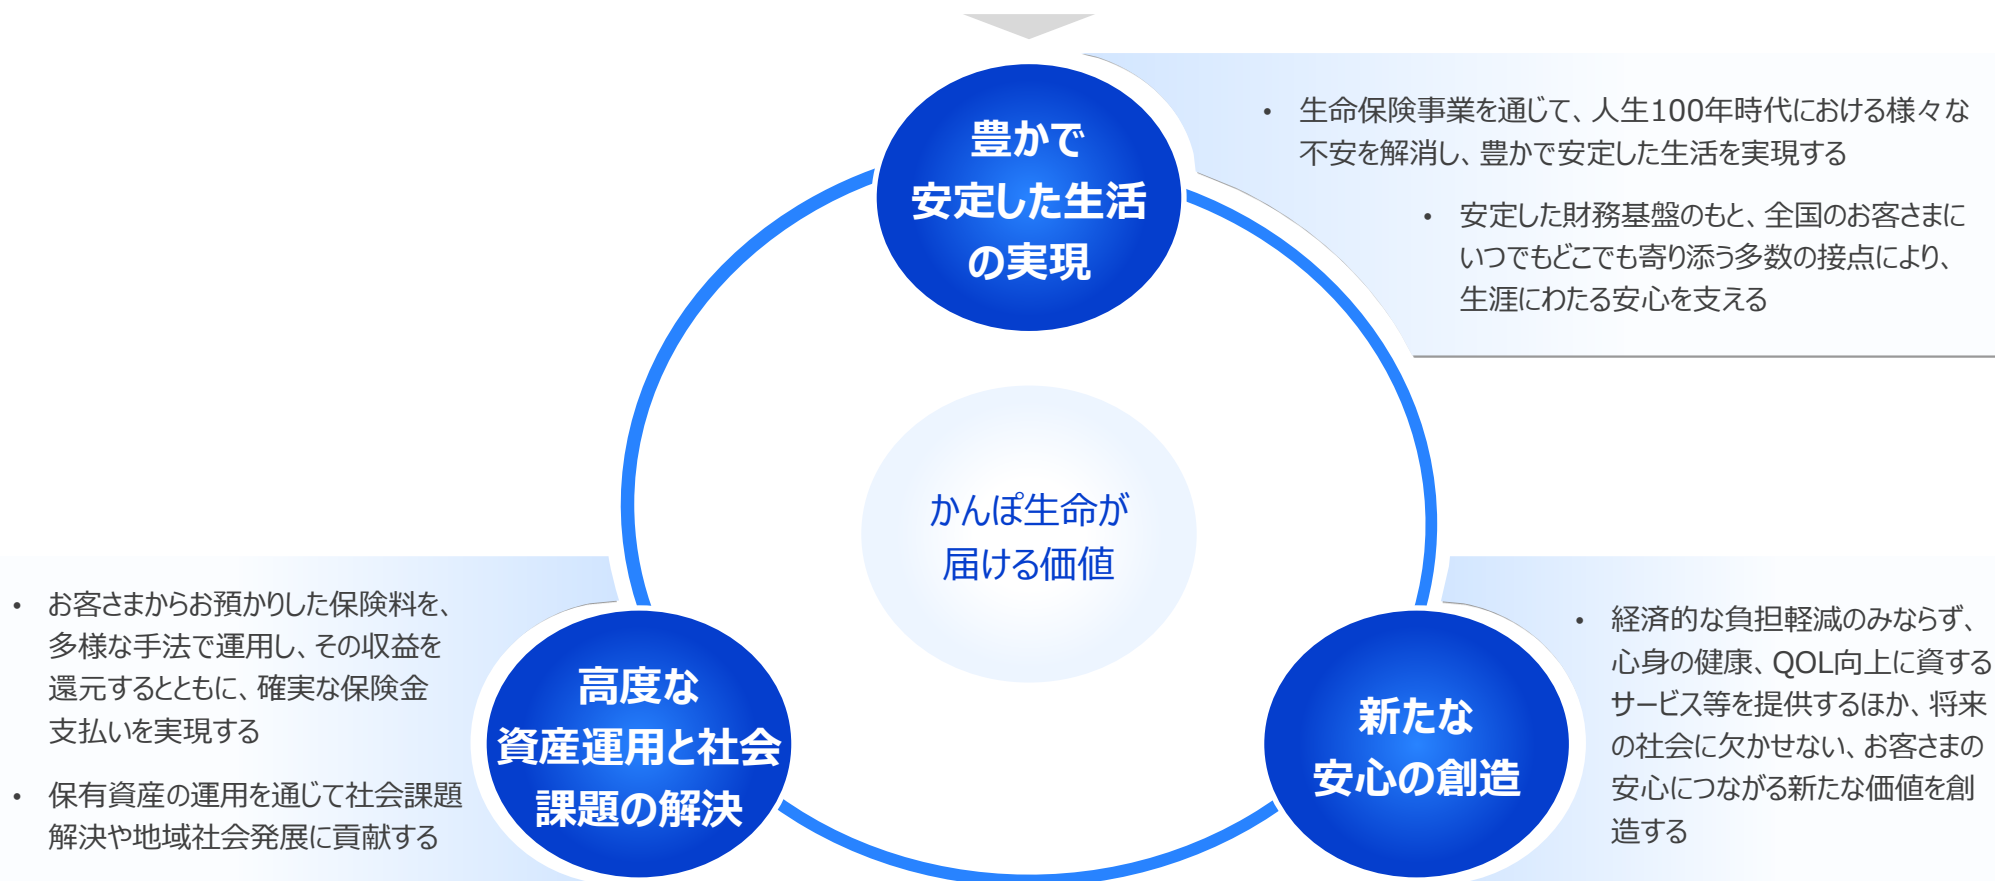 豊かで
安定した生活
の実現
• 生命保険事業を通じて、人生100年時代における様々な
不安を解消し、豊かで安定した生活を実現する
• 安定した財務基盤のもと、全国のお客さまに
いつでもどこでも寄り添う多数の接点により、
生涯にわたる安心を支える
かんぽ生命が
届ける価値
• お客さまからお預かりした保険料を、
多様な手法で運用し、その収益を
還元するとともに、確実な保険金
支払いを実現する
• 保有資産の運用を通じて社会課題
解決や地域社会発展に貢献する
高度な
資産運用と社会
課題の解決
新たな
安心の創造
• 経済的な負担軽減のみならず、
心身の健康、QOL向上に資する
サービス等を提供するほか、将来
の社会に欠かせない、お客さまの
安心につながる新たな価値を創
造する